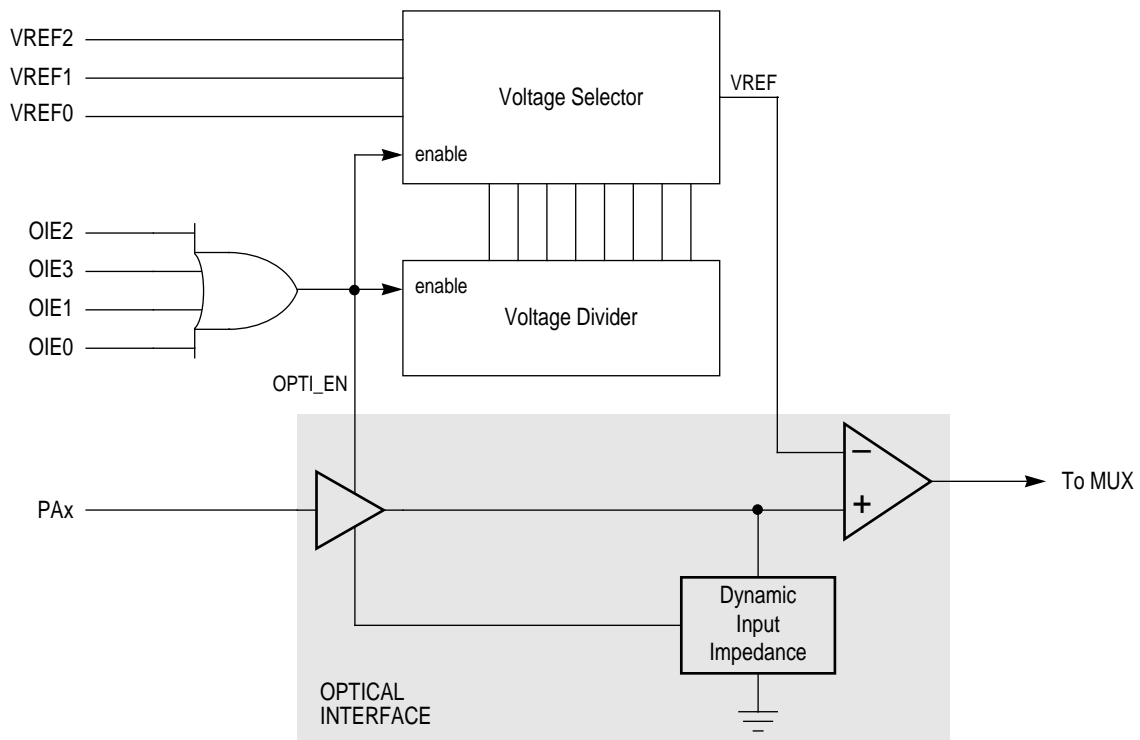 VREF2
VREF1
VREF0
Voltage Selector
VREF
enable
OIE2
OIE3
OIE1
OIE0
enable
Voltage Divider
OPTI_EN
PAx
−
+
To MUX
Dynamic
Input
Impedance
OPTICAL
INTERFACE